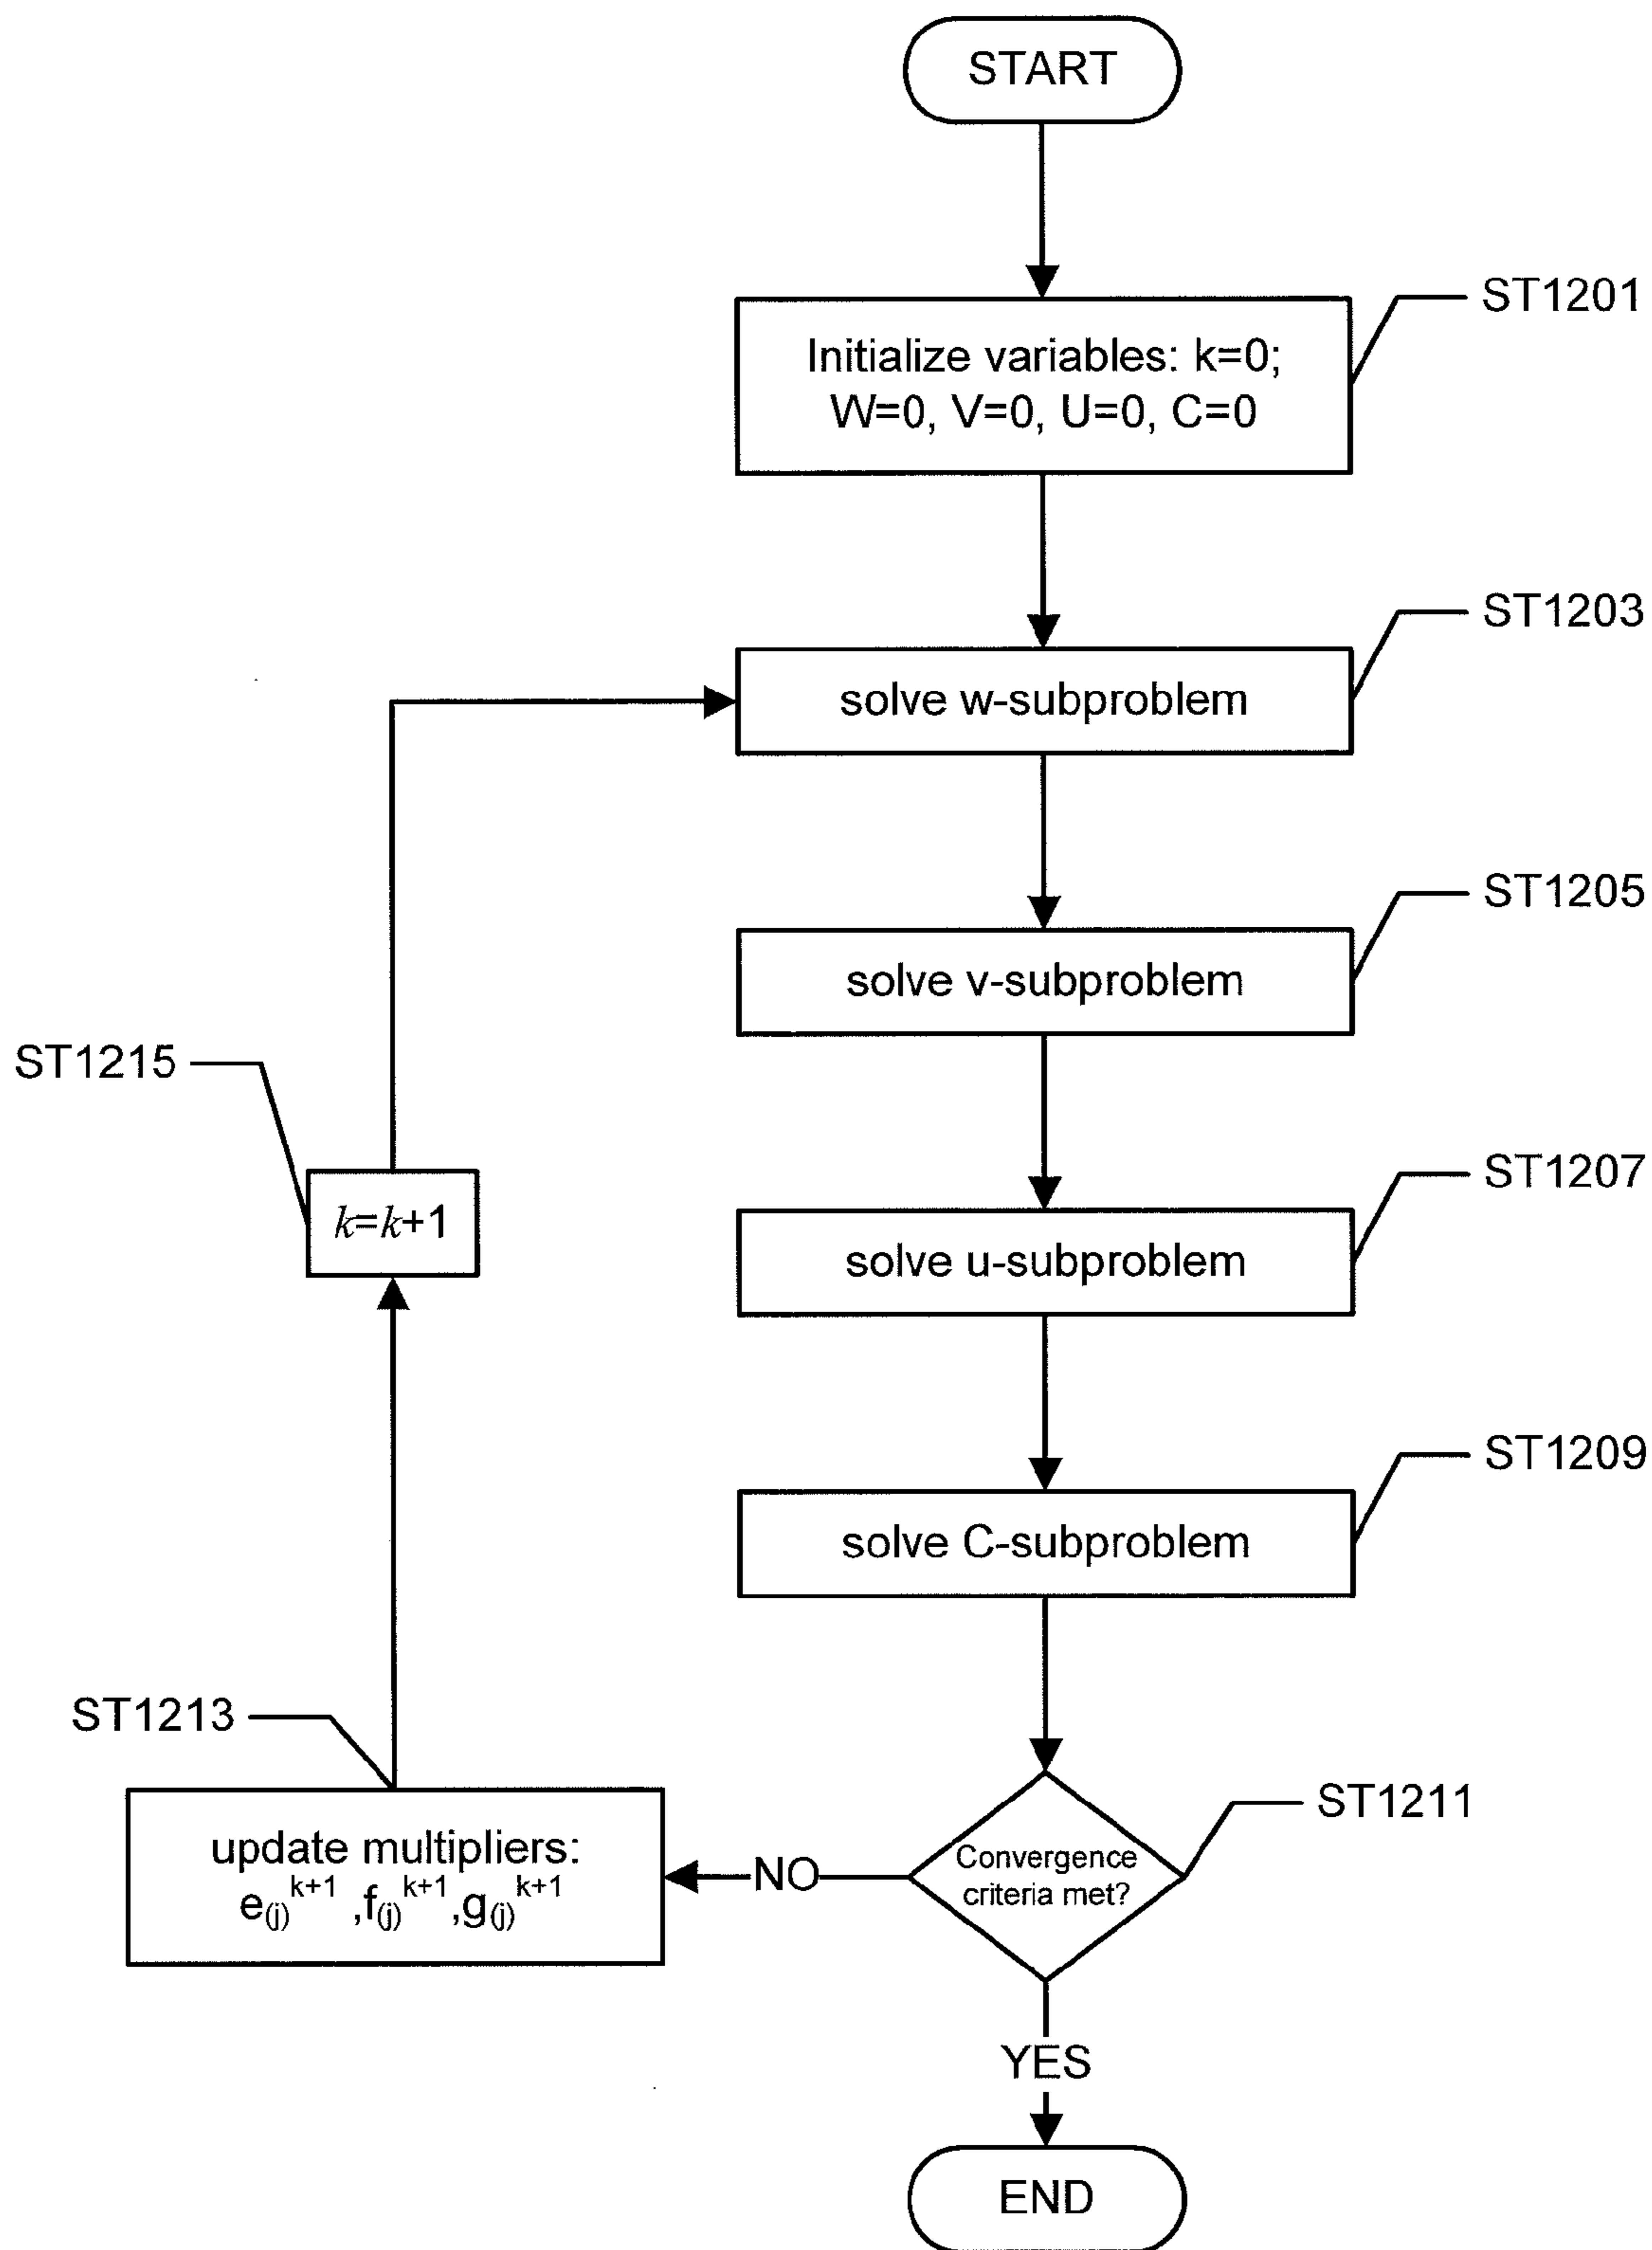 START
Initialize variables: k=0;
W=0, V=0, U=0, C=0
ST1201
solve w-subproblem
ST1203
solve v-subproblem
ST1205
ST1215
k=k+1
solve u-subproblem
ST1207
solve C-subproblem
ST1209
ST1213
update multipliers:
e(j)^k+1 ,f(j)^k+1 ,g(j)^k+1
NO
Convergence
criteria met?
ST1211
YES
END